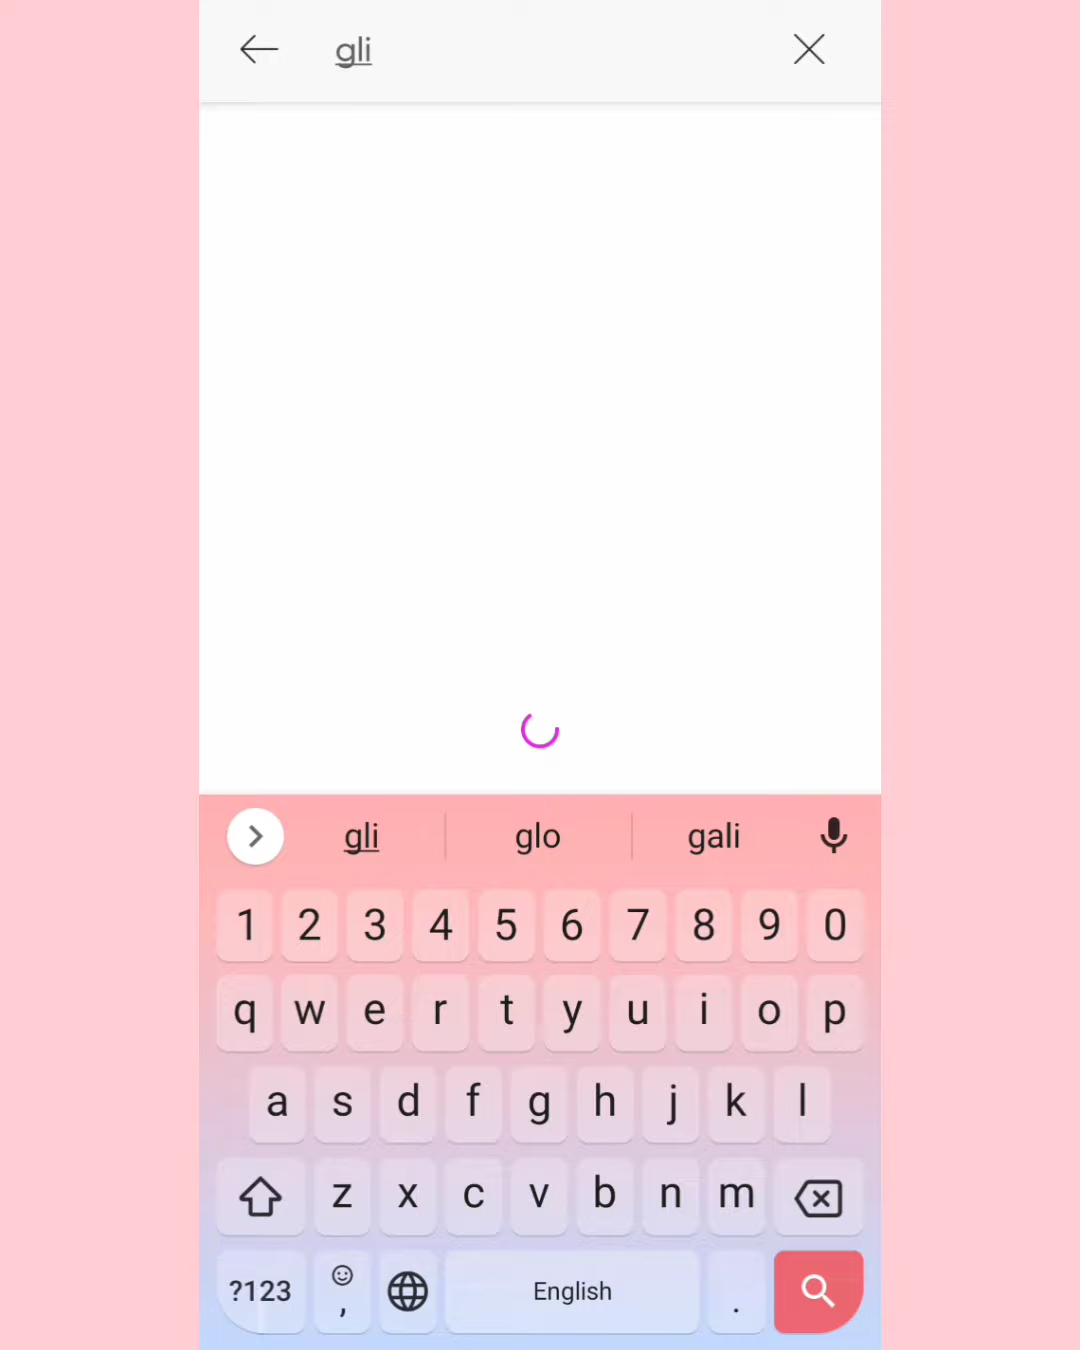 gli
gli glo gali
1 2 3 4 5 6 7 8 9 0
q w e r t y u i o p
a s d f g h j k l
z x c v b n m
?123 , English .